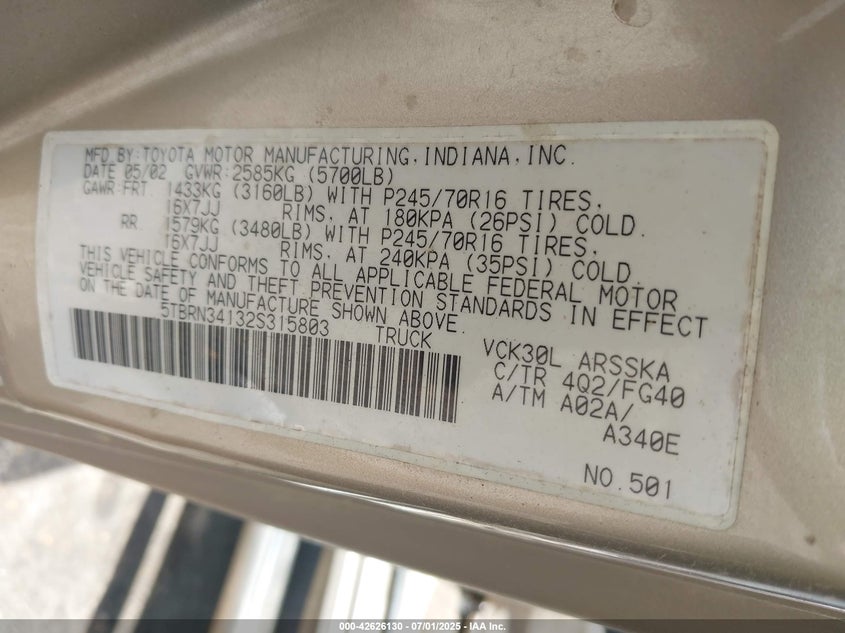 MFD BY:TOYOTA MOTOR MANUFACTURING,INDIANA,INC.
DATE 05/02 GVWR:2585KG (5700LB)
GAWR:FRT. 1433KG (3160LB) WITH P245/70R16 TIRES,
16X7JJ RIMS, AT 180KPA (26PSI) COLD.
RR 1579KG (3480LB) WITH P245/70R16 TIRES,
16X7JJ RIMS, AT 240KPA (35PSI) COLD.
THIS VEHICLE CONFORMS TO ALL APPLICABLE FEDERAL MOTOR
VEHICLE SAFETY AND THEFT PREVENTION STANDARDS IN EFFECT
ON THE DATE OF MANUFACTURE SHOWN ABOVE.
5TBRN34132S315803 TRUCK
VCK30L ARSSKA
C/TR 4Q2/FG40
A/TM A02A/
A340E
NO.501
000-42626130 - 07/01/2025 - IAA Inc.